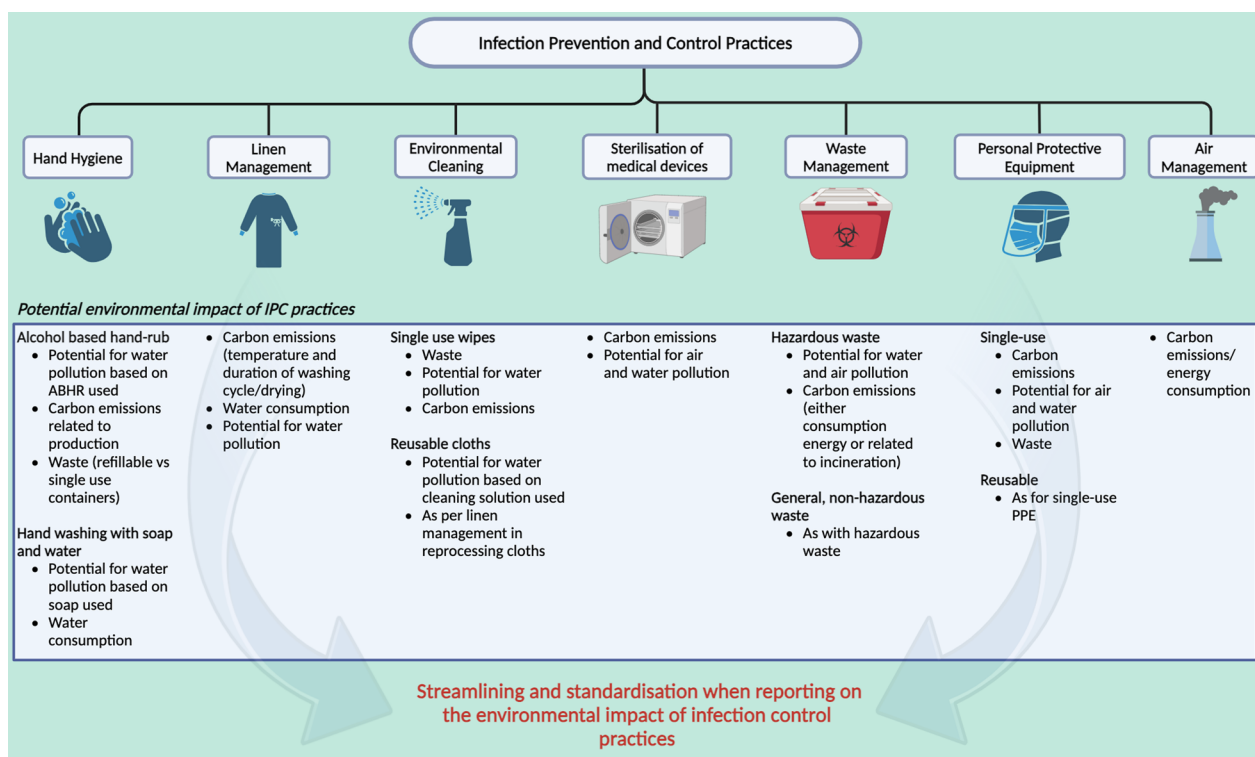 Infection Prevention and Control Practices
Hand Hygiene
Linen
Management
Environmental
Cleaning
Sterilisation of
medical devices
Waste
Management
Personal Protective
Equipment
Air
Management
Potential environmental impact of IPC practices
Alcohol based hand-rub
• Potential for water
pollution based on
ABHR used
• Carbon emissions
related to
production
• Waste (refillable vs
single use
containers)
Hand washing with soap
and water
• Potential for water
pollution based on
soap used
• Water
consumption
• Carbon emissions
(temperature and
duration of washing
cycle/drying)
• Water consumption
• Potential for water
pollution
Single use wipes
• Waste
• Potential for water
pollution
• Carbon emissions
Reusable cloths
• Potential for water
pollution based on
cleaning solution used
• As per linen
management in
reprocessing cloths
• Carbon emissions
• Potential for air
and water pollution
Hazardous waste
• Potential for water
and air pollution
• Carbon emissions
(either
consumption
energy or related
to incineration)
General, non-hazardous
waste
• As with hazardous
waste
Single-use
• Carbon
emissions
• Potential for air
and water
pollution
• Waste
Reusable
• As for single-use
PPE
• Carbon
emissions/
energy
consumption
Streamlining and standardisation when reporting on
the environmental impact of infection control
practices